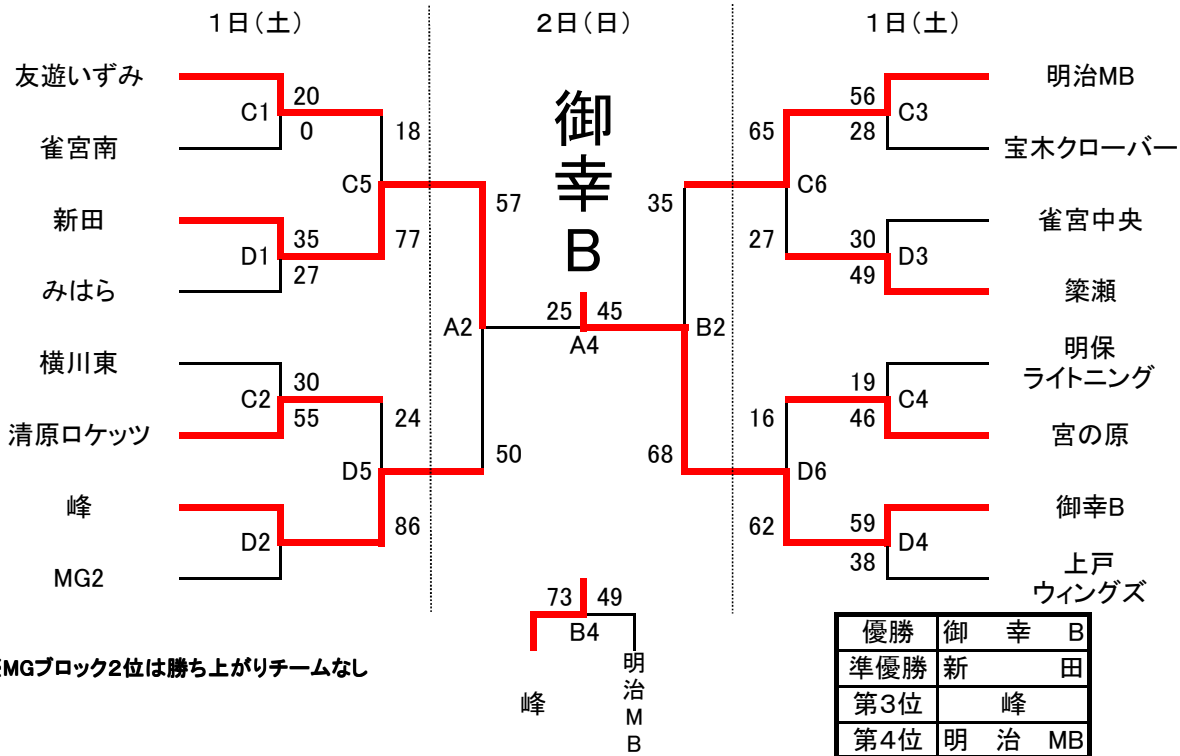 1日(土)
2日(日)
1日(土)
友遊いずみ
C1
20
0
雀宮南
18
C5
77
新田
D1
35
27
みはら
57
A2
50
横川東
C2
30
55
清原ロケッツ
24
D5
86
峰
D2
MG2
御幸B
25 45
A4
明治MB
56
28
C3
宝木クローバー
65
C6
27
雀宮中央
30
49
D3
簗瀬
35
B2
68
明保
ライトニング
19
46
C4
宮の原
16
D6
62
御幸B
59
38
D4
上戸
ウィングズ
73 49
B4
峰
明治MB
MGブロック2位は勝ち上がりチームなし
優勝 御幸B
準優勝 新田
第3位 峰
第4位 明治MB